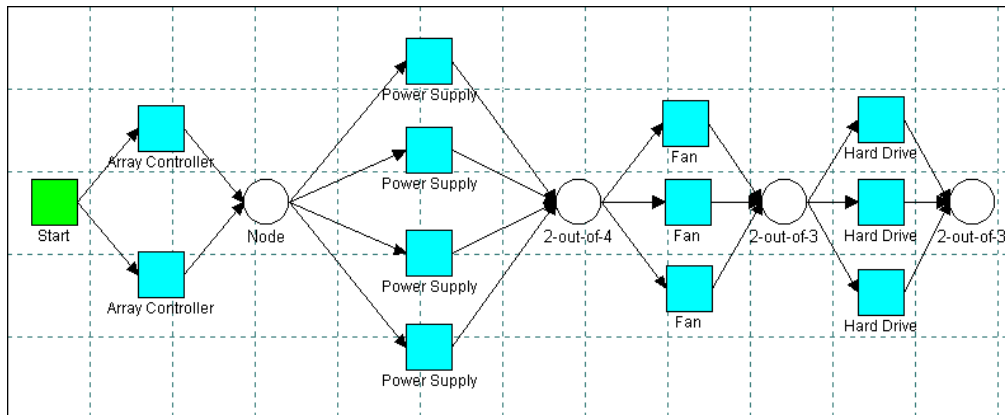 Start
Array Controller
Array Controller
Node
Power Supply
Power Supply
Power Supply
Power Supply
2-out-of-4
Fan
Fan
Fan
2-out-of-3
Hard Drive
Hard Drive
Hard Drive
2-out-of-3